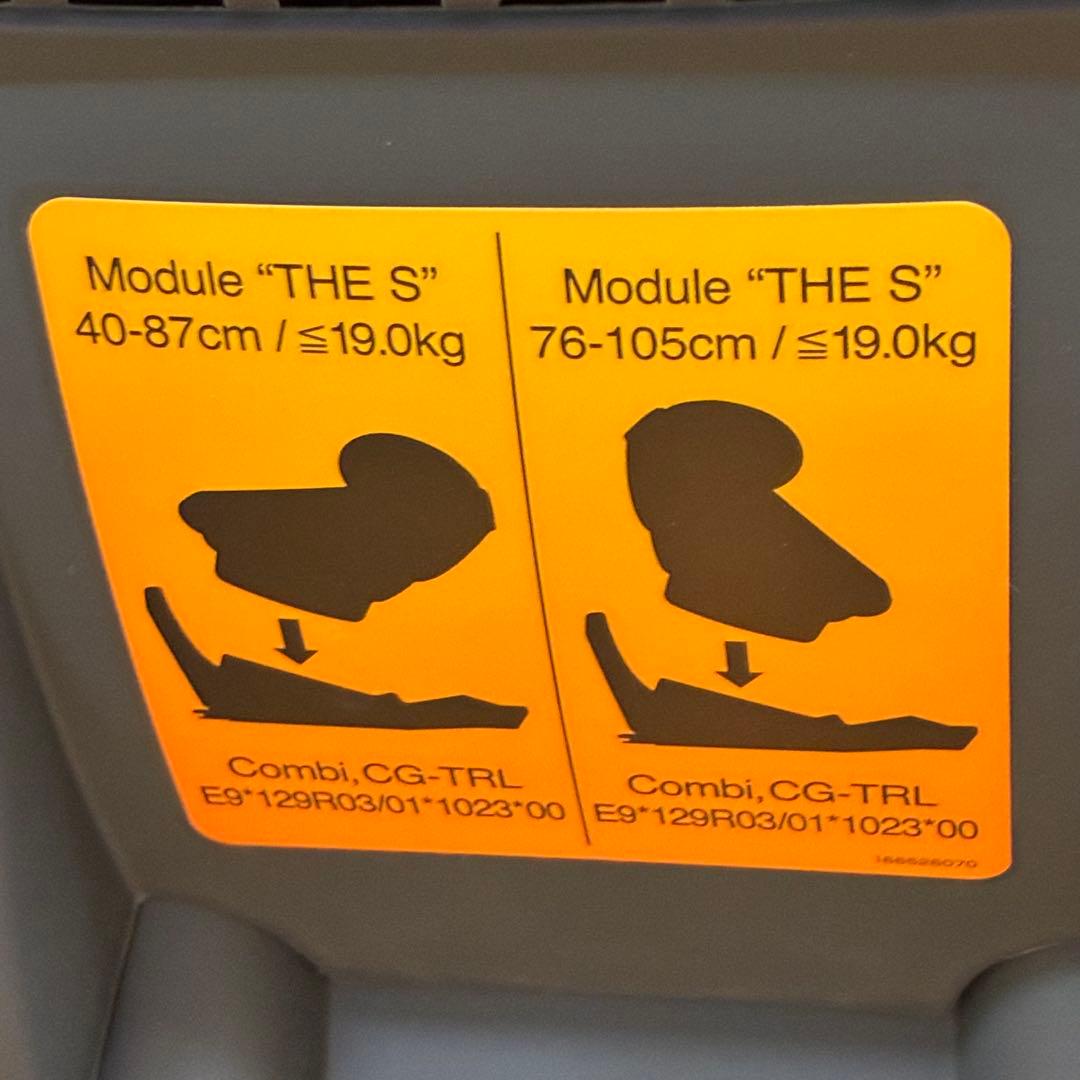 Module “THE S”
40-87cm / ≦19.0kg
Combi,CG-TRL
E9*129R03/01*1023*00
Module “THE S”
76-105cm / ≦19.0kg
Combi,CG-TRL
E9*129R03/01*1023*00